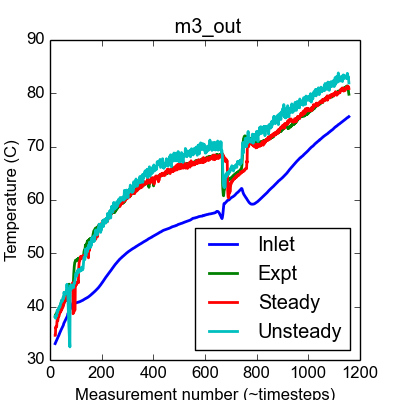 m3_out
90
80
70
60
50
40
30
Temperature (C)
Inlet
Expt
Steady
Unsteady
0 200 400 600 800 1000 1200
Measurement number (~timesteps)